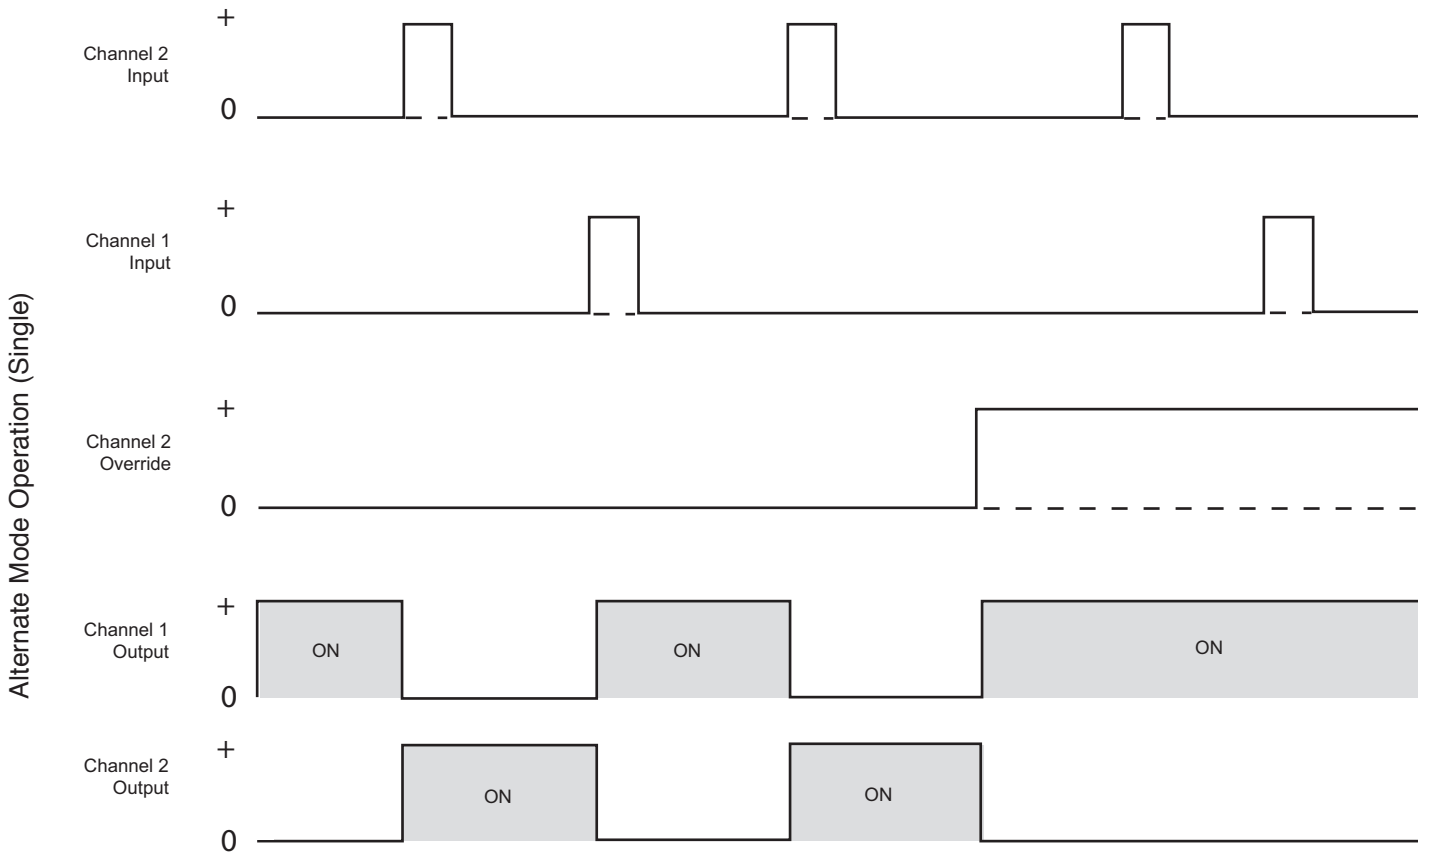 Alternate Mode Operation (Single)
+
Channel 2
Input
0
+
Channel 1
Input
0
+
Channel 2
Override
0
+
Channel 1
Output
ON
ON
ON
0
+
Channel 2
Output
ON
ON
0